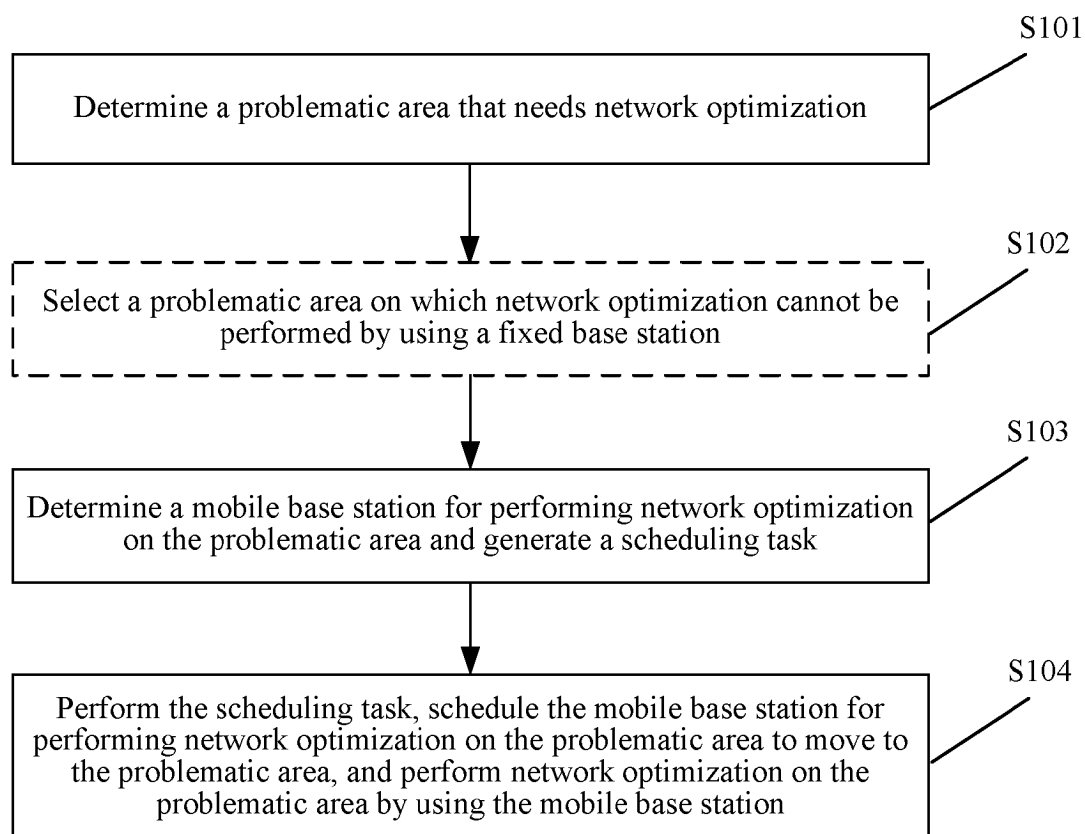 S101
Determine a problematic area that needs network optimization
S102
Select a problematic area on which network optimization cannot be
performed by using a fixed base station
S103
Determine a mobile base station for performing network optimization
on the problematic area and generate a scheduling task
S104
Perform the scheduling task, schedule the mobile base station for
performing network optimization on the problematic area to move to
the problematic area, and perform network optimization on the
problematic area by using the mobile base station